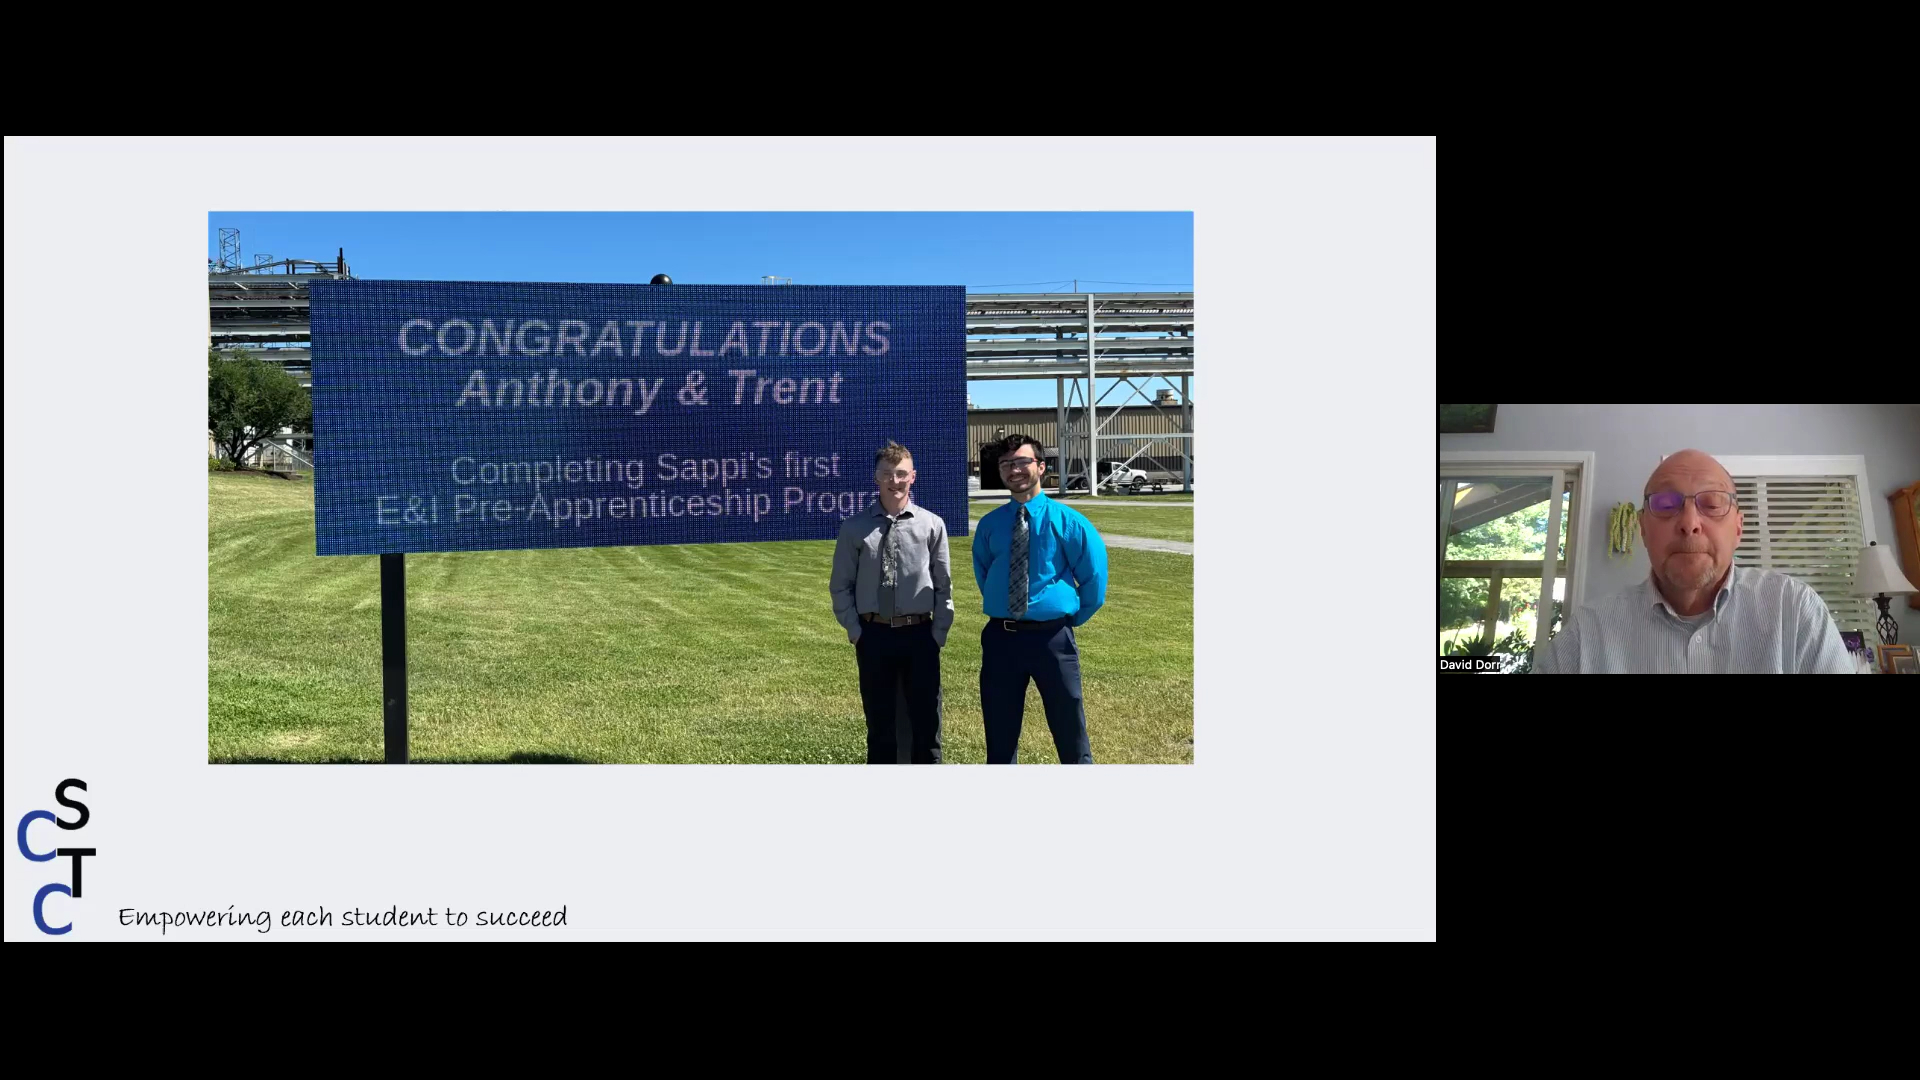 CONGRATULATIONS
Anthony & Trent
Completing Sappi's first
E&I Pre-Apprenticeship
David Dorr
S
C
T
C
Empowering each student to succeed